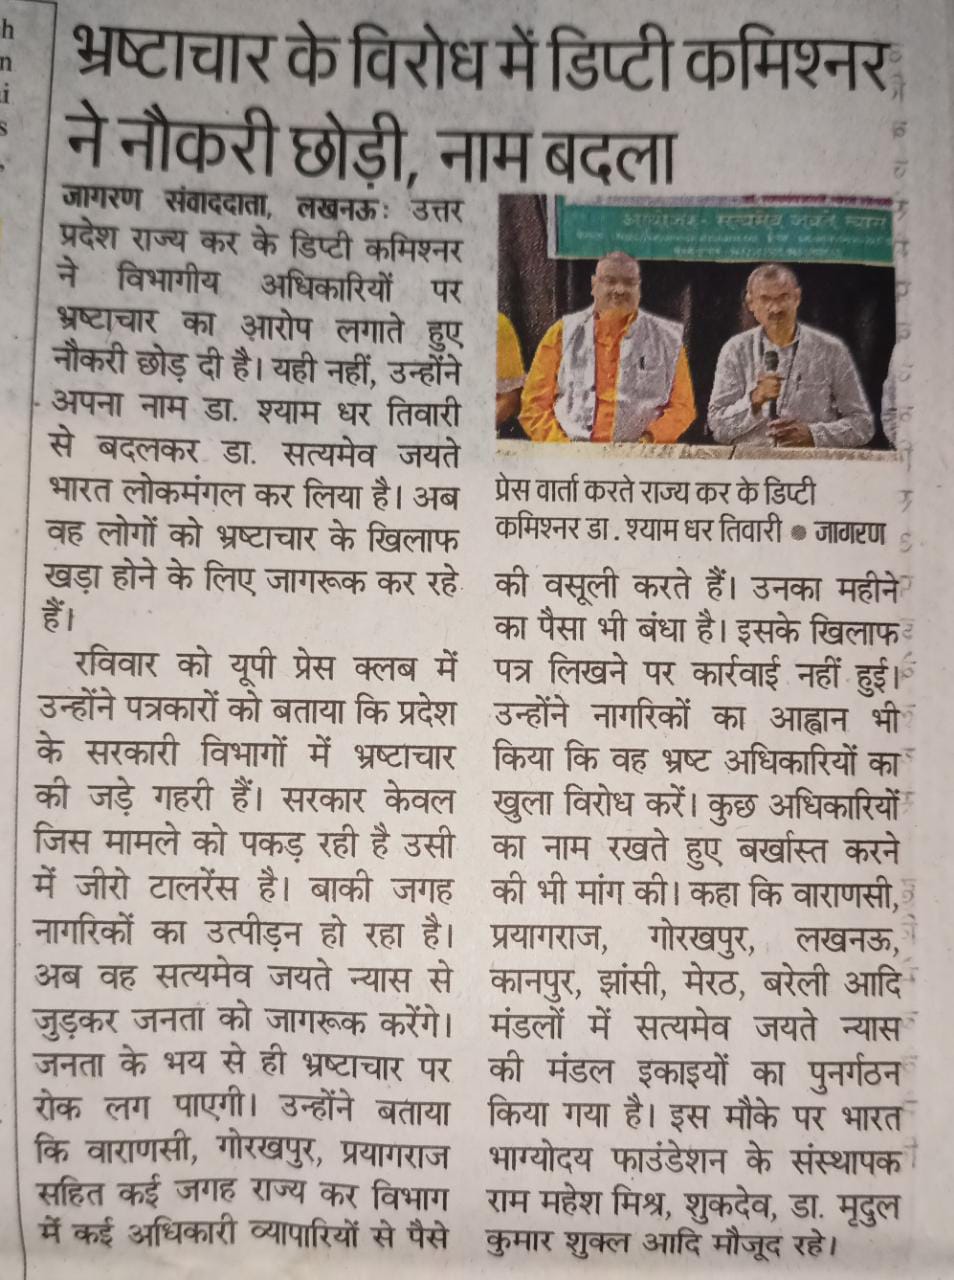 भ्रष्टाचार के विरोध में डिप्टी कमिश्नर
ने नौकरी छोड़ी, नाम बदला
जागरण संवाददाता, लखनऊः उत्तर
प्रदेश राज्य कर के डिप्टी कमिश्नर
ने विभागीय अधिकारियों पर
भ्रष्टाचार का आरोप लगाते हुए
नौकरी छोड़ दी है। यही नहीं, उन्होंने
अपना नाम डा. श्याम धर तिवारी
से बदलकर डा. सत्यमेव जयते
भारत लोकमंगल कर लिया है। अब
वह लोगों को भ्रष्टाचार के खिलाफ
खड़ा होने के लिए जागरूक कर रहे
हैं।
रविवार को यूपी प्रेस क्लब में
उन्होंने पत्रकारों को बताया कि प्रदेश
के सरकारी विभागों में भ्रष्टाचार
की जड़े गहरी हैं। सरकार केवल
जिस मामले को पकड़ रही है उसी
में जीरो टालरेंस है। बाकी जगह
नागरिकों का उत्पीड़न हो रहा है।
अब वह सत्यमेव जयते न्यास से
जुड़कर जनता को जागरूक करेंगे।
जनता के भय से ही भ्रष्टाचार पर
रोक लग पाएगी। उन्होंने बताया
कि वाराणसी, गोरखपुर, प्रयागराज
सहित कई जगह राज्य कर विभाग
में कई अधिकारी व्यापारियों से पैसे
आयोजक- सत्यमेव जयते न्यास
प्रेस वार्ता करते राज्य कर के डिप्टी
कमिश्नर डा. श्याम धर तिवारी ● जागरण
की वसूली करते हैं। उनका महीने
का पैसा भी बंधा है। इसके खिलाफ
पत्र लिखने पर कार्रवाई नहीं हुई।
उन्होंने नागरिकों का आह्वान भी
किया कि वह भ्रष्ट अधिकारियों का
खुला विरोध करें। कुछ अधिकारियों
का नाम रखते हुए बर्खास्त करने
की भी मांग की। कहा कि वाराणसी,
प्रयागराज, गोरखपुर, लखनऊ,
कानपुर, झांसी, मेरठ, बरेली आदि
मंडलों में सत्यमेव जयते न्यास
की मंडल इकाइयों का पुनर्गठन
किया गया है। इस मौके पर भारत
भाग्योदय फाउंडेशन के संस्थापक
राम महेश मिश्र, शुकदेव, डा. मृदुल
कुमार शुक्ल आदि मौजूद रहे।